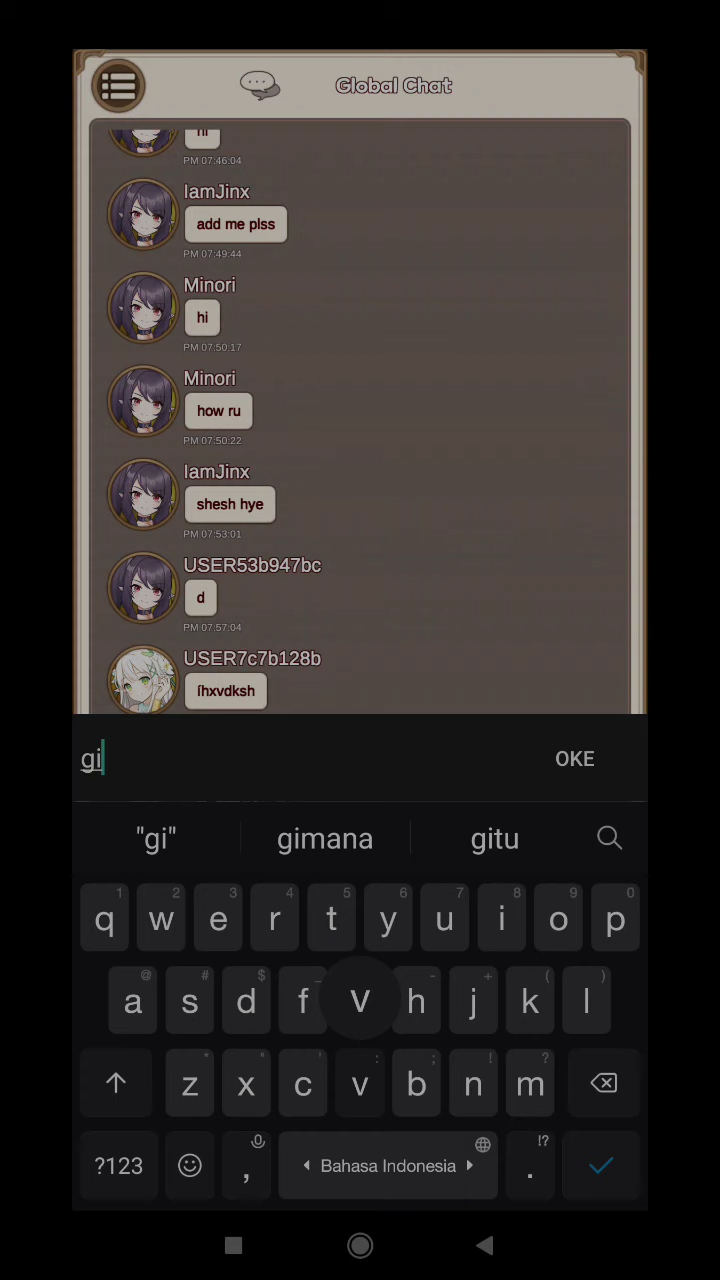 Global Chat
hi
PM 07:46:04
IamJinx
add me plss
PM 07:49:44
Minori
hi
PM 07:50:17
Minori
how ru
PM 07:50:22
IamJinx
shesh hye
PM 07:53:01
USER53b947bc
d
PM 07:57:04
USER7c7b128b
íhxvdksh
gi
OKE
"gi" gimana gitu
1 2 3 4 5 6 7 8 9 0
q w e r t y u i o p
@ # $ _ - + ( )
a s d f v h j k l
* " ' : ; ! ?
z x c v b n m
!?
?123 , Bahasa Indonesia .